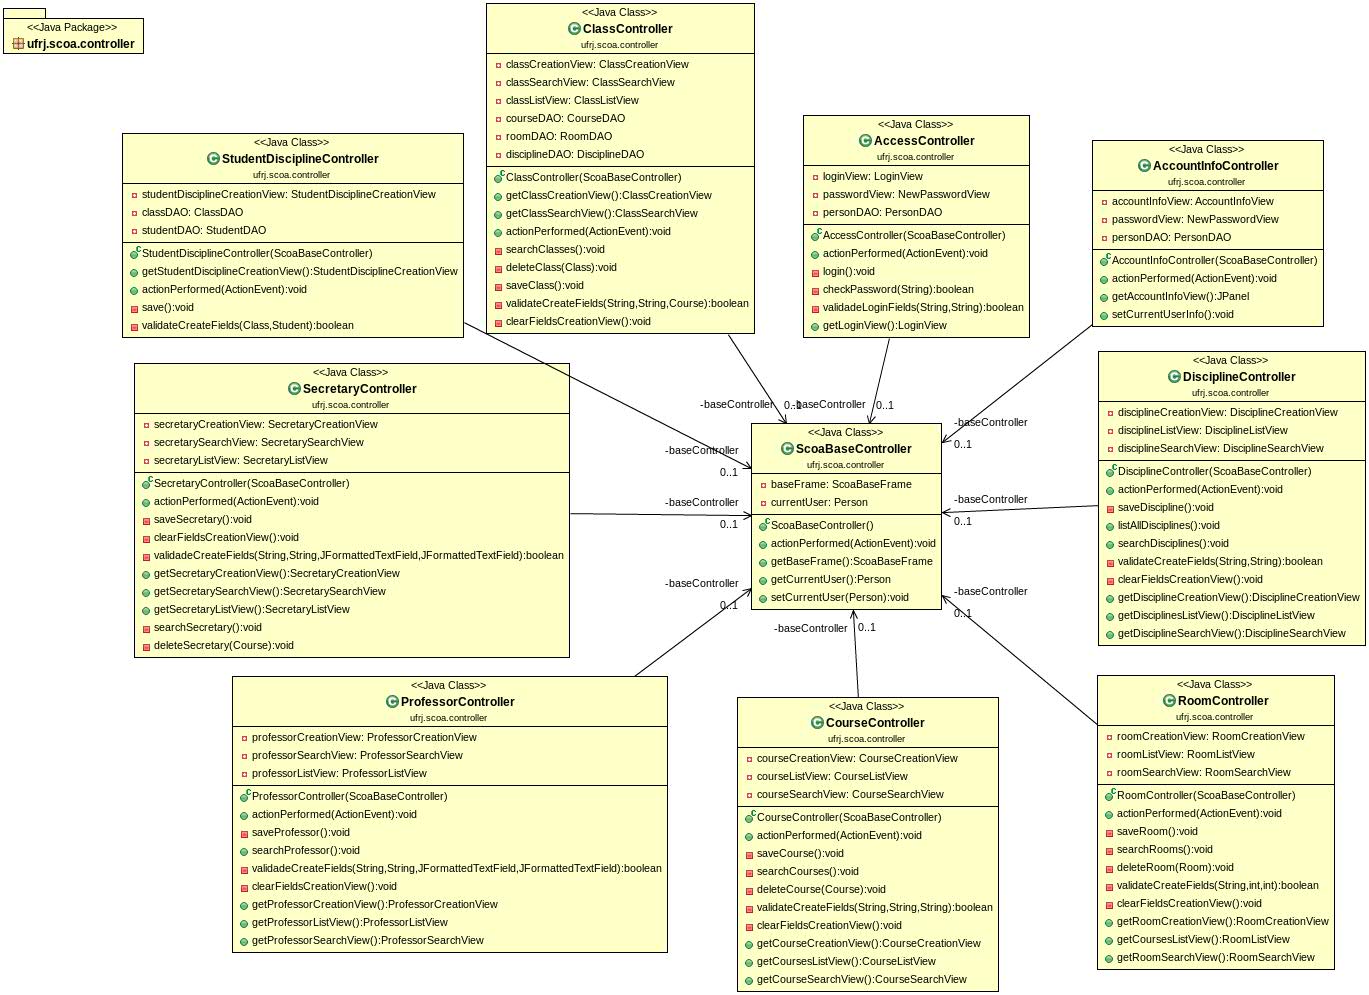 <<Java Package>>
ufrj.scoa.controller
<<Java Class>>
ClassController
ufrj.scoa.controller
classCreationView: ClassCreationView
classSearchView: ClassSearchView
classListView: ClassListView
courseDAO: CourseDAO
roomDAO: RoomDAO
disciplineDAO: DisciplineDAO
ClassController(ScoaBaseController)
getClassCreationView():ClassCreationView
getClassSearchView():ClassSearchView
actionPerformed(ActionEvent):void
searchClasses():void
deleteClass(Class):void
saveClass():void
validateCreateFields(String,String,Course):boolean
clearFieldsCreationView():void
<<Java Class>>
AccessController
ufrj.scoa.controller
loginView: LoginView
passwordView: NewPasswordView
personDAO: PersonDAO
AccessController(ScoaBaseController)
actionPerformed(ActionEvent):void
login():void
checkPassword(String):boolean
validadeLoginFields(String,String):boolean
getLoginView():LoginView
<<Java Class>>
StudentDisciplineController
ufrj.scoa.controller
studentDisciplineCreationView: StudentDisciplineCreationView
classDAO: ClassDAO
studentDAO: StudentDAO
StudentDisciplineController(ScoaBaseController)
getStudentDisciplineCreationView():StudentDisciplineCreationView
actionPerformed(ActionEvent):void
save():void
validateCreateFields(Class,Student):boolean
<<Java Class>>
AccountInfoController
ufrj.scoa.controller
accountInfoView: AccountInfoView
passwordView: NewPasswordView
personDAO: PersonDAO
AccountInfoController(ScoaBaseController)
actionPerformed(ActionEvent):void
getAccountInfoView():JPanel
setCurrentUserInfo():void
<<Java Class>>
SecretaryController
ufrj.scoa.controller
secretaryCreationView: SecretaryCreationView
secretarySearchView: SecretarySearchView
secretaryListView: SecretaryListView
SecretaryController(ScoaBaseController)
actionPerformed(ActionEvent):void
saveSecretary():void
clearFieldsCreationView():void
validadeCreateFields(String,String,JFormattedTextField,JFormattedTextField):boolean
getSecretaryCreationView():SecretaryCreationView
getSecretarySearchView():SecretarySearchView
getSecretaryListView():SecretaryListView
searchSecretary():void
deleteSecretary(Course):void
-baseController
0..1
-baseController
0..1
-baseController
0..1
-baseController
0..1
-baseController
0..1
-baseController
0..1
-baseController
0..1
-baseController
0..1
-baseController
0..1
<<Java Class>>
ScoaBaseController
ufrj.scoa.controller
baseFrame: ScoaBaseFrame
currentUser: Person
ScoaBaseController()
actionPerformed(ActionEvent):void
getBaseFrame():ScoaBaseFrame
getCurrentUser():Person
setCurrentUser(Person):void
<<Java Class>>
DisciplineController
ufrj.scoa.controller
disciplineCreationView: DisciplineCreationView
disciplineListView: DisciplineListView
disciplineSearchView: DisciplineSearchView
DisciplineController(ScoaBaseController)
actionPerformed(ActionEvent):void
saveDiscipline():void
listAllDisciplines():void
searchDisciplines():void
validateCreateFields(String,String):boolean
clearFieldsCreationView():void
getDisciplineCreationView():DisciplineCreationView
getDisciplinesListView():DisciplineListView
getDisciplineSearchView():DisciplineSearchView
<<Java Class>>
ProfessorController
ufrj.scoa.controller
professorCreationView: ProfessorCreationView
professorSearchView: ProfessorSearchView
professorListView: ProfessorListView
ProfessorController(ScoaBaseController)
actionPerformed(ActionEvent):void
saveProfessor():void
searchProfessor():void
validadeCreateFields(String,String,JFormattedTextField,JFormattedTextField):boolean
clearFieldsCreationView():void
getProfessorCreationView():ProfessorCreationView
getProfessorListView():ProfessorListView
getProfessorSearchView():ProfessorSearchView
<<Java Class>>
CourseController
ufrj.scoa.controller
courseCreationView: CourseCreationView
courseListView: CourseListView
courseSearchView: CourseSearchView
CourseController(ScoaBaseController)
actionPerformed(ActionEvent):void
saveCourse():void
searchCourses():void
deleteCourse(Course):void
validateCreateFields(String,String,String):boolean
clearFieldsCreationView():void
getCourseCreationView():CourseCreationView
getCoursesListView():CourseListView
getCourseSearchView():CourseSearchView
<<Java Class>>
RoomController
ufrj.scoa.controller
roomCreationView: RoomCreationView
roomListView: RoomListView
roomSearchView: RoomSearchView
RoomController(ScoaBaseController)
actionPerformed(ActionEvent):void
saveRoom():void
searchRooms():void
deleteRoom(Room):void
validateCreateFields(String,int,int):boolean
clearFieldsCreationView():void
getRoomCreationView():RoomCreationView
getCoursesListView():RoomListView
getRoomSearchView():RoomSearchView